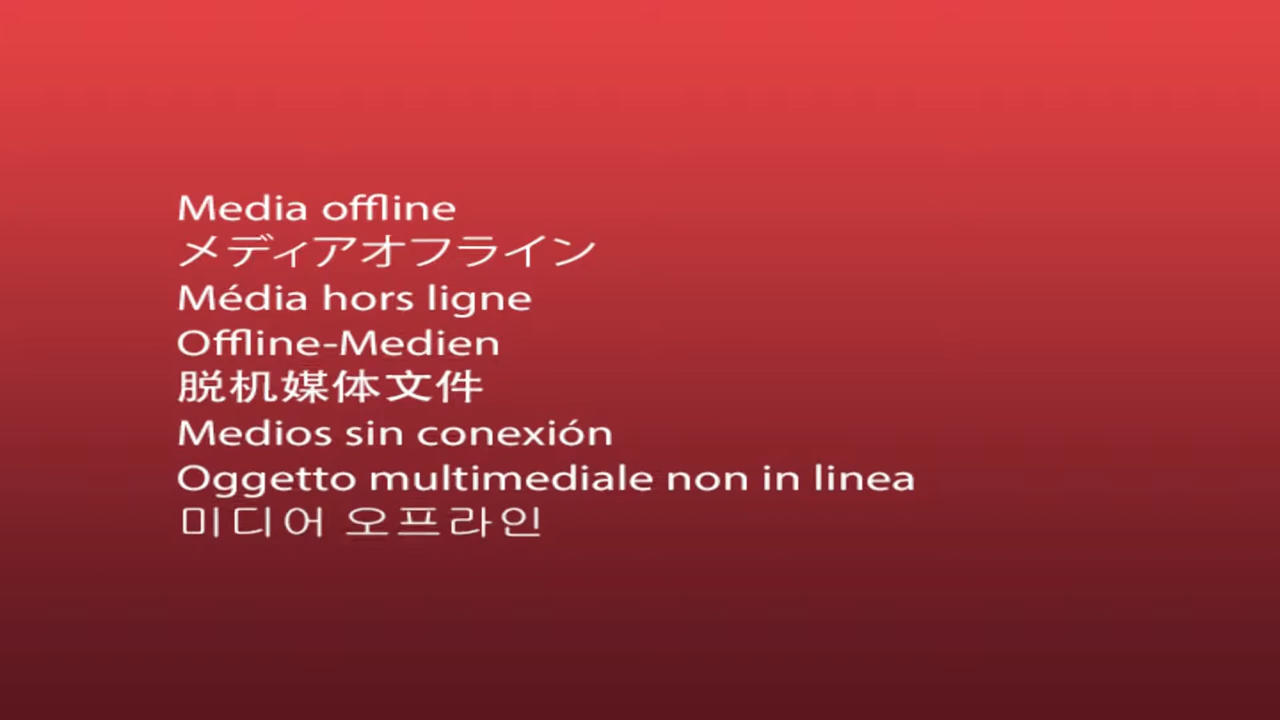 Media offline
メディアオフライン
Média hors ligne
Offline-Medien
脱机媒体文件
Medios sin conexión
Oggetto multimediale non in linea
미디어 오프라인